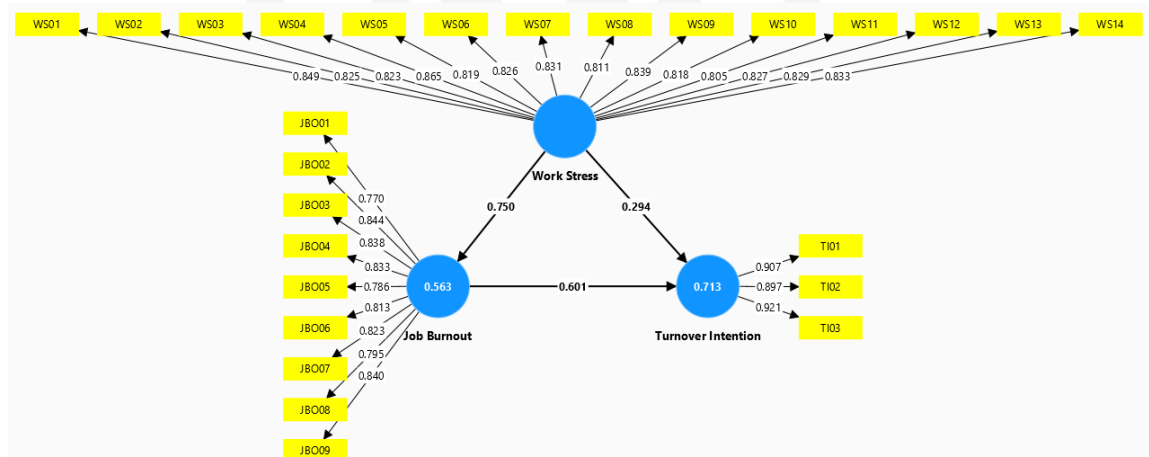 WS01 WS02 WS03 WS04 WS05 WS06 WS07 WS08 WS09 WS10 WS11 WS12 WS13 WS14
0.849 0.825 0.823 0.865 0.819 0.826 0.831 0.811 0.839 0.818 0.805 0.827 0.829 0.833
Work Stress
0.750 0.294
JBO01
JBO02
JBO03
JBO04
JBO05
JBO06
JBO07
JBO08
JBO09
0.770
0.844
0.838
0.833
0.786
0.813
0.823
0.795
0.840
0.563
Job Burnout
0.601
0.713
Turnover Intention
0.907
0.897
0.921
TI01
TI02
TI03